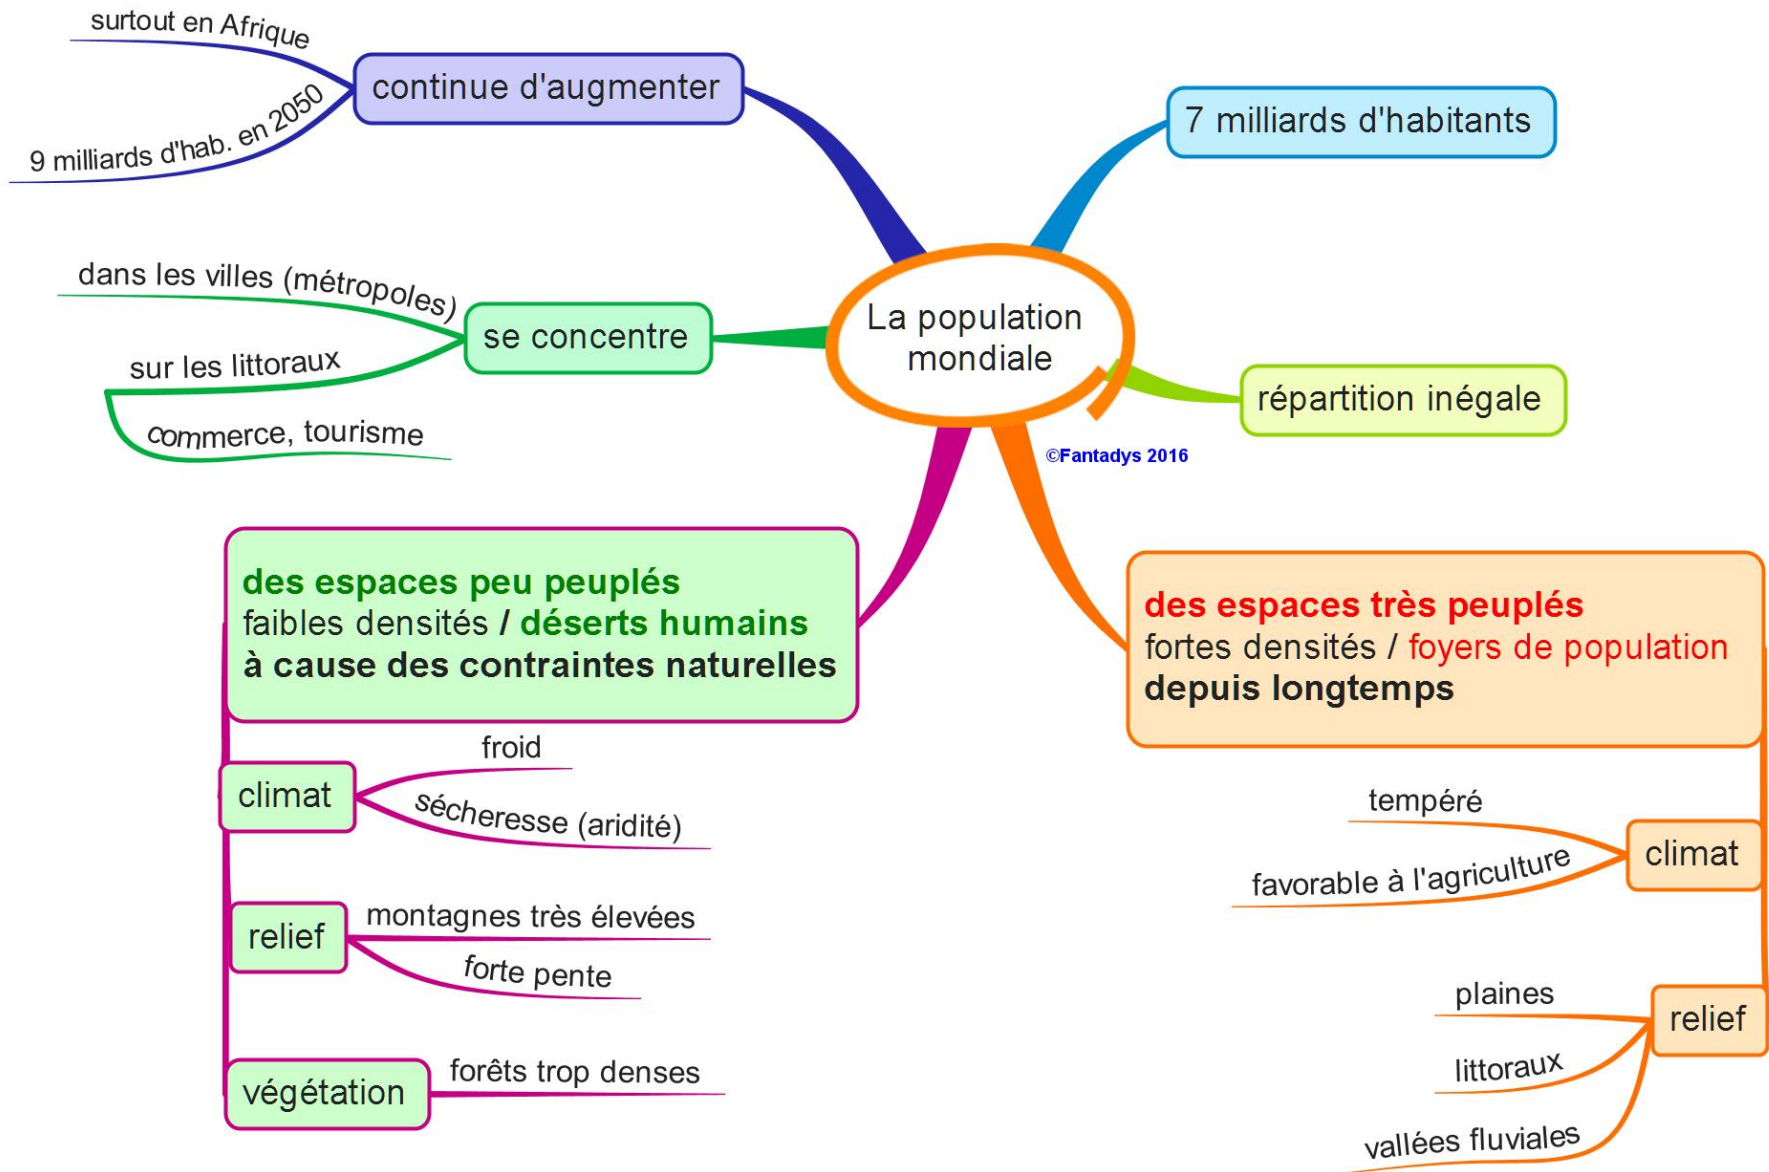 La population
mondiale
7 milliards d'habitants
répartition inégale
©Fantadys 2016
des espaces très peuplés
fortes densités / foyers de population
depuis longtemps
climat
tempéré
favorable à l'agriculture
relief
plaines
littoraux
vallées fluviales
des espaces peu peuplés
faibles densités / déserts humains
à cause des contraintes naturelles
climat
froid
sécheresse (aridité)
relief
montagnes très élevées
forte pente
végétation
forêts trop denses
se concentre
dans les villes (métropoles)
sur les littoraux
commerce, tourisme
continue d'augmenter
surtout en Afrique
9 milliards d'hab. en 2050